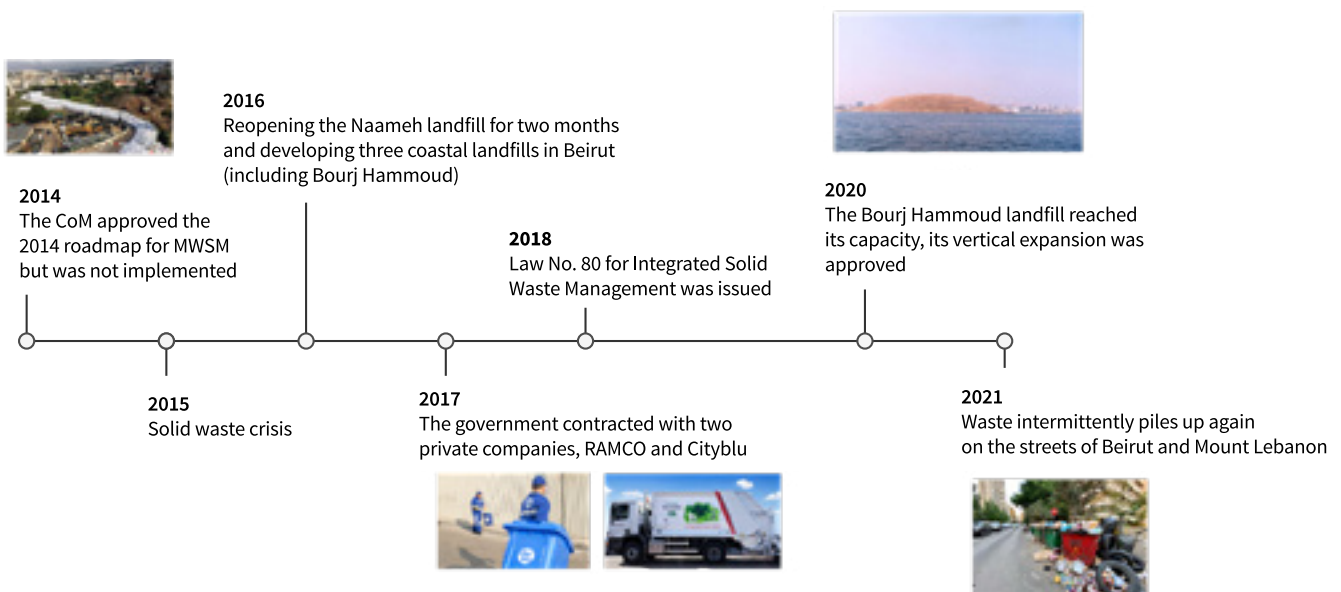 2014
The CoM approved the
2014 roadmap for MWSM
but was not implemented
2015
Solid waste crisis
2016
Reopening the Naameh landfill for two months
and developing three coastal landfills in Beirut
(including Bourj Hammoud)
2017
The government contracted with two
private companies, RAMCO and Cityblu
2018
Law No. 80 for Integrated Solid
Waste Management was issued
2020
The Bourj Hammoud landfill reached
its capacity, its vertical expansion was
approved
2021
Waste intermittently piles up again
on the streets of Beirut and Mount Lebanon